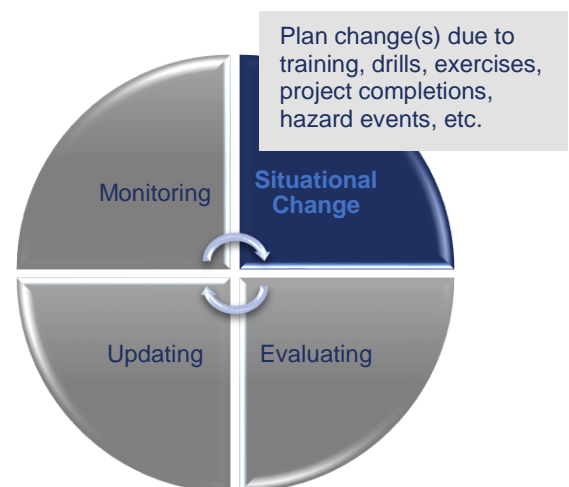 Plan change(s) due to
training, drills, exercises,
project completions,
hazard events, etc.
Monitoring
Situational
Change
Updating
Evaluating